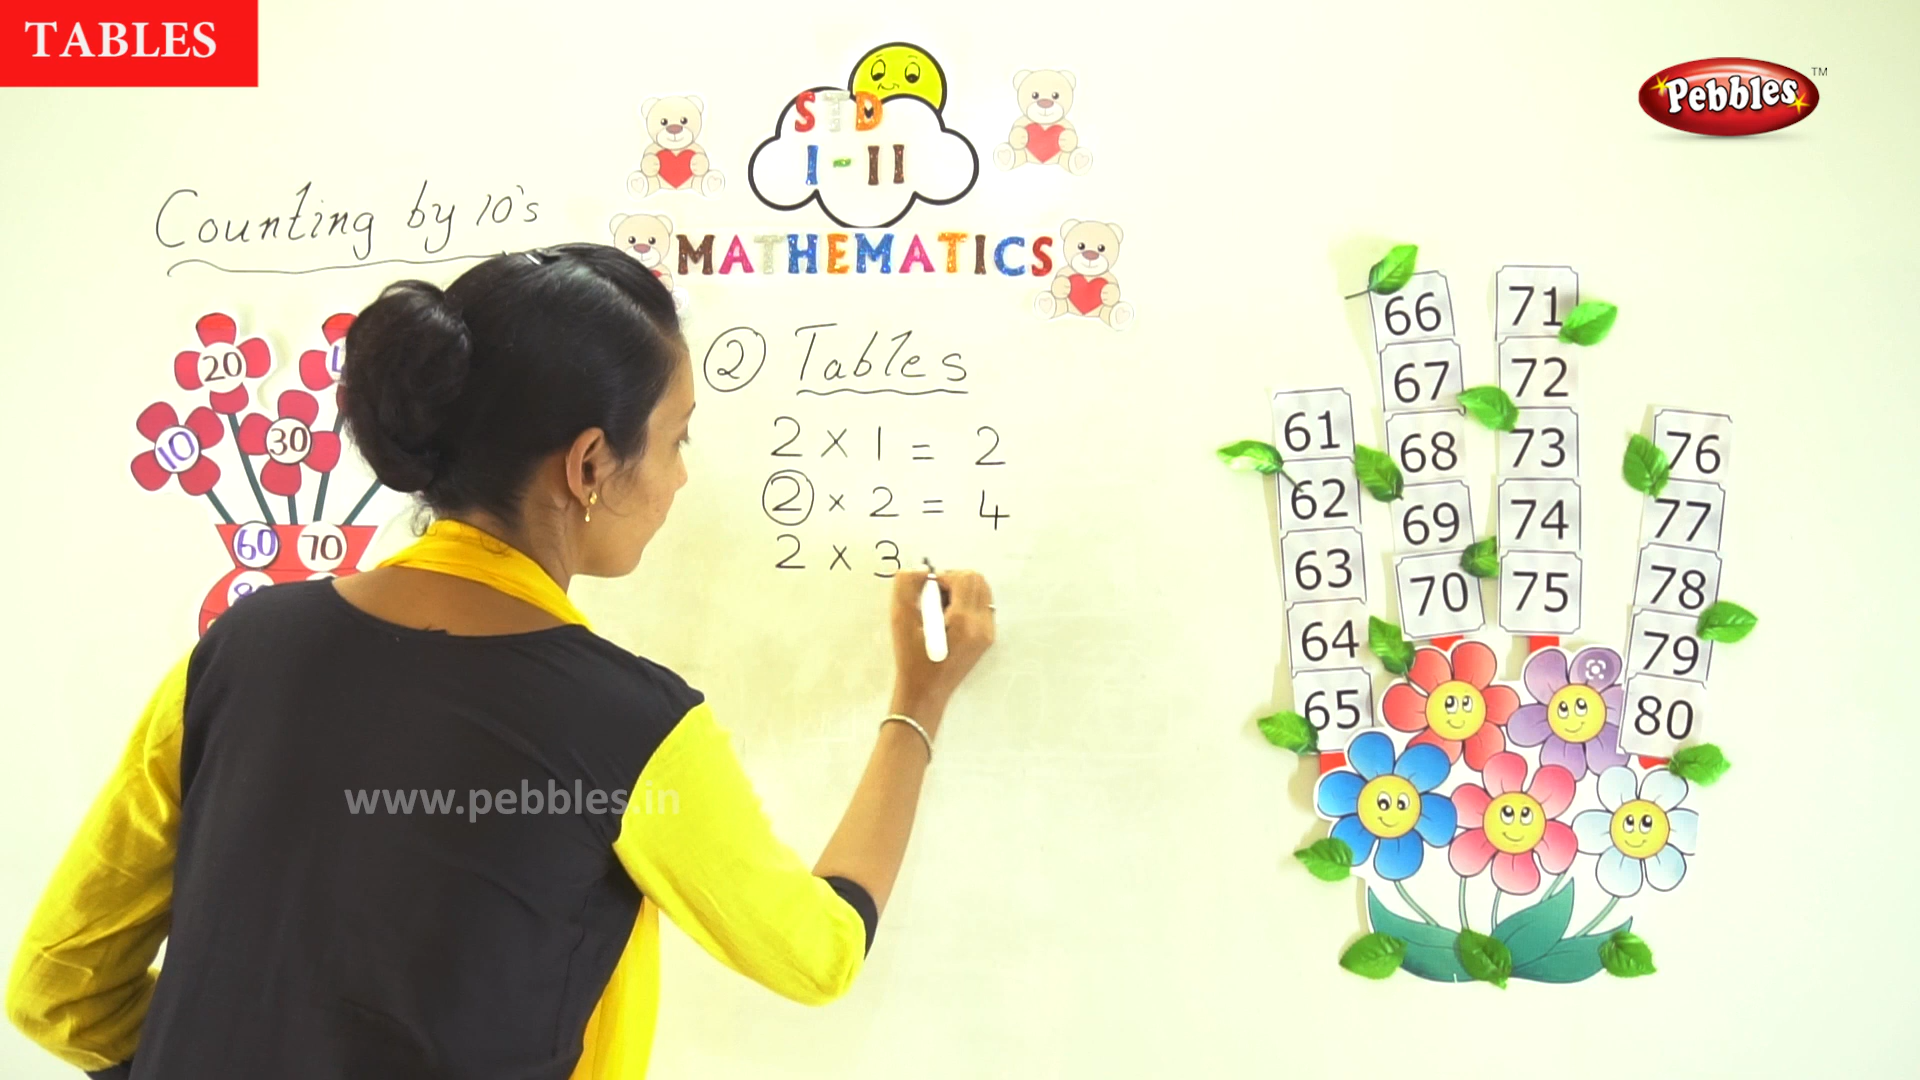 TABLES
Pebbles™
STD
I-II
MATHEMATICS
Counting by 10's
20
10
30
60 70
② Tables
2 × 1 = 2
② × 2 = 4
2 × 3
61
62
63
64
65
66
67
68
69
70
71
72
73
74
75
76
77
78
79
80
www.pebbles.in